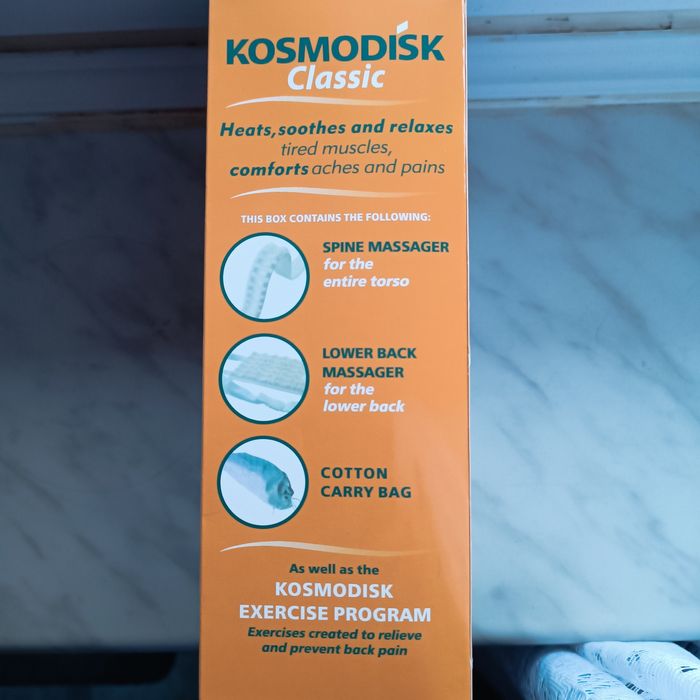 KOSMODISK
Classic
Heats, soothes and relaxes
tired muscles,
comforts aches and pains
THIS BOX CONTAINS THE FOLLOWING:
SPINE MASSAGER
for the
entire torso
LOWER BACK
MASSAGER
for the
lower back
COTTON
CARRY BAG
As well as the
KOSMODISK
EXERCISE PROGRAM
Exercises created to relieve
and prevent back pain